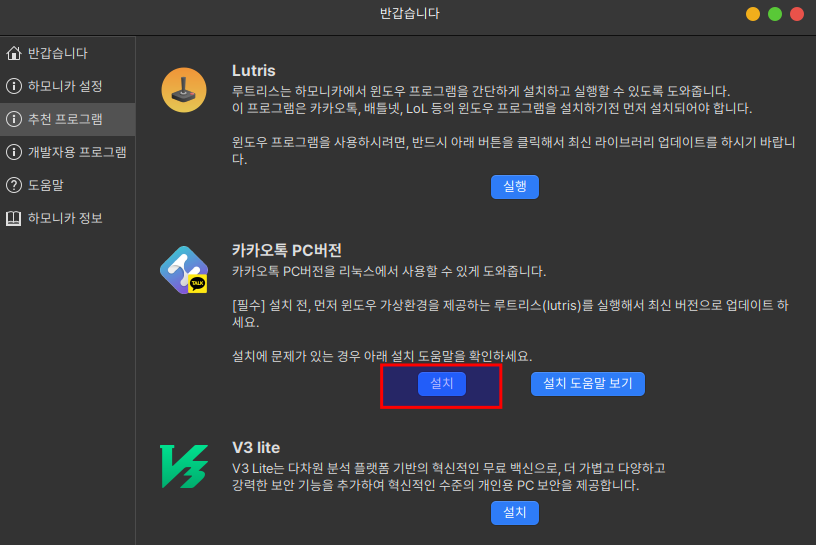 반갑습니다
반갑습니다
하모니카 설정
추천 프로그램
개발자용 프로그램
도움말
하모니카 정보
Lutris
루트리스는 하모니카에서 윈도우 프로그램을 간단하게 설치하고 실행할 수 있도록 도와줍니다.
이 프로그램은 카카오톡, 배틀넷, LoL 등의 윈도우 프로그램을 설치하기전 먼저 설치되어야 합니다.
윈도우 프로그램을 사용하시려면, 반드시 아래 버튼을 클릭해서 최신 라이브러리 업데이트를 하시기 바랍니
다.
실행
TALK
카카오톡 PC버전
카카오톡 PC버전을 리눅스에서 사용할 수 있게 도와줍니다.
[필수] 설치 전, 먼저 윈도우 가상환경을 제공하는 루트리스(lutris)를 실행해서 최신 버전으로 업데이트 하
세요.
설치에 문제가 있는 경우 아래 설치 도움말을 확인하세요.
설치
설치 도움말 보기
V3 lite
V3 Lite는 다차원 분석 플랫폼 기반의 혁신적인 무료 백신으로, 더 가볍고 다양하고
강력한 보안 기능을 추가하여 혁신적인 수준의 개인용 PC 보안을 제공합니다.
설치